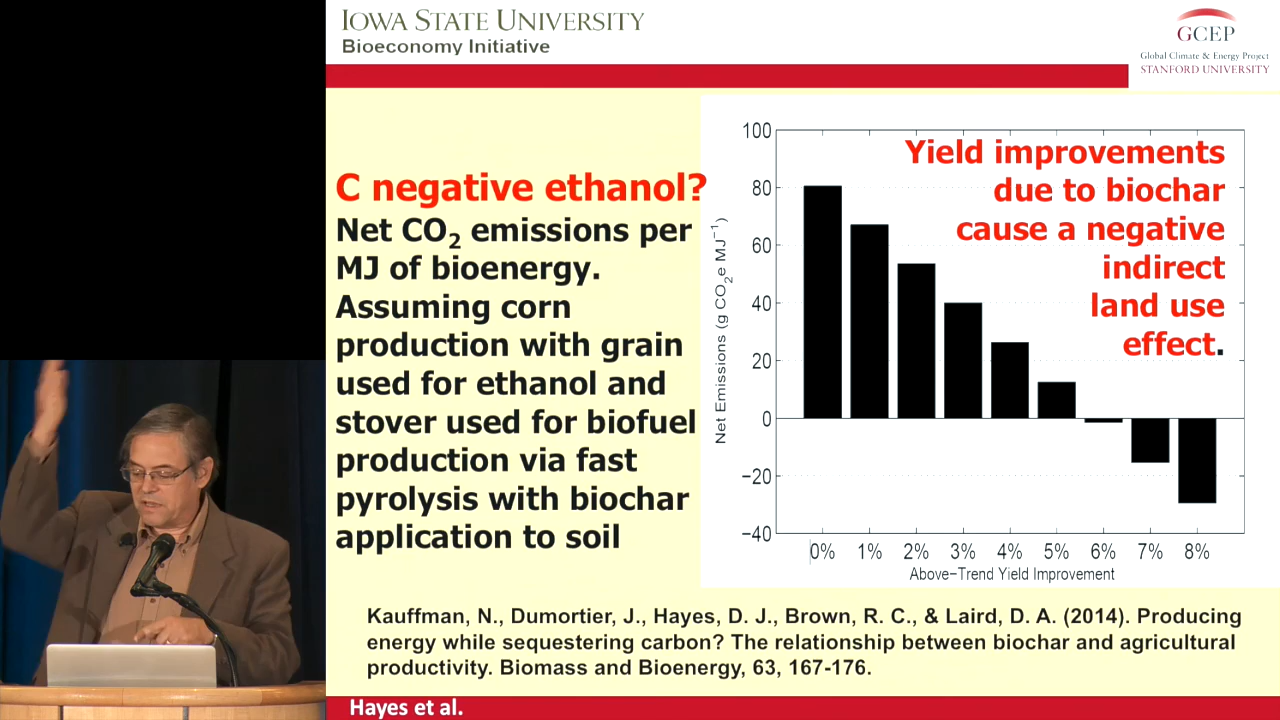 IOWA STATE UNIVERSITY
Bioeconomy Initiative
GCEP
Global Climate & Energy Project
STANFORD UNIVERSITY
C negative ethanol?
Net CO₂ emissions per
MJ of bioenergy.
Assuming corn
production with grain
used for ethanol and
stover used for biofuel
production via fast
pyrolysis with biochar
application to soil
Yield improvements
due to biochar
cause a negative
indirect
land use
effect.
Net Emissions (g CO₂e MJ⁻¹)
100
80
60
40
20
0
−20
−40
0% 1% 2% 3% 4% 5% 6% 7% 8%
Above−Trend Yield Improvement
Kauffman, N., Dumortier, J., Hayes, D. J., Brown, R. C., & Laird, D. A. (2014). Producing
energy while sequestering carbon? The relationship between biochar and agricultural
productivity. Biomass and Bioenergy, 63, 167-176.
Hayes et al.